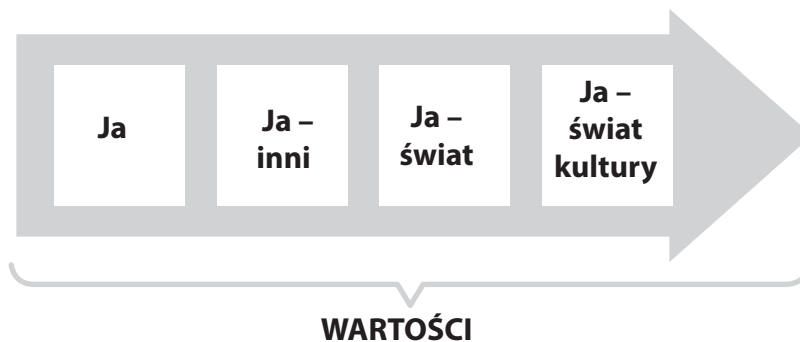 Ja
Ja –
inni
Ja –
świat
Ja –
świat
kultury
WARTOŚCI